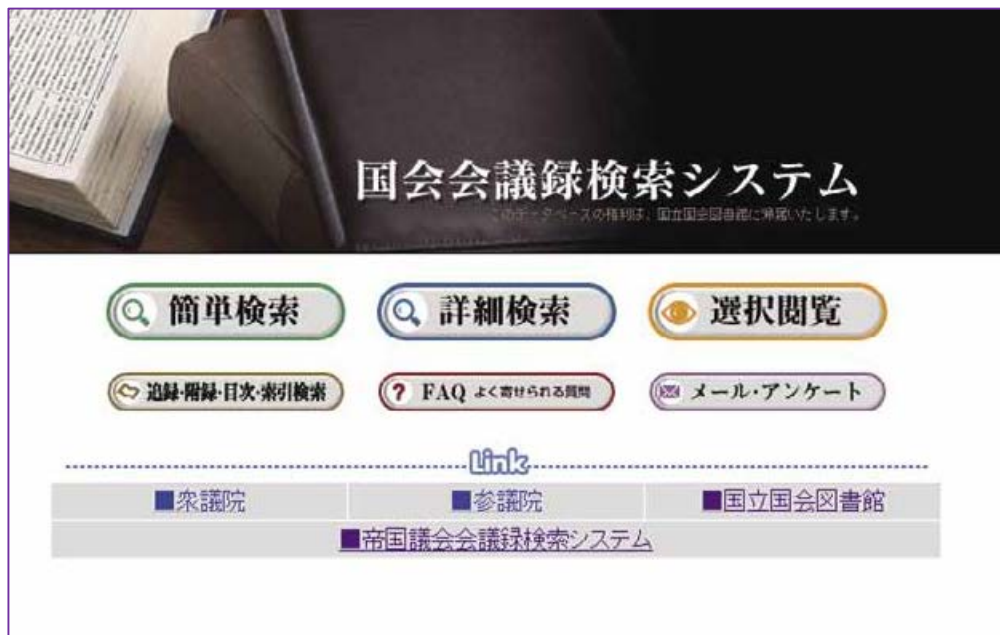 国会会議録検索システム
このデータベースの権利は、国立国会図書館に帰属いたします。
簡単検索
詳細検索
選択閲覧
追録・附録・目次・索引検索
FAQ よく寄せられる質問
メール・アンケート
Link
■衆議院
■参議院
■国立国会図書館
■帝国議会会議録検索システム